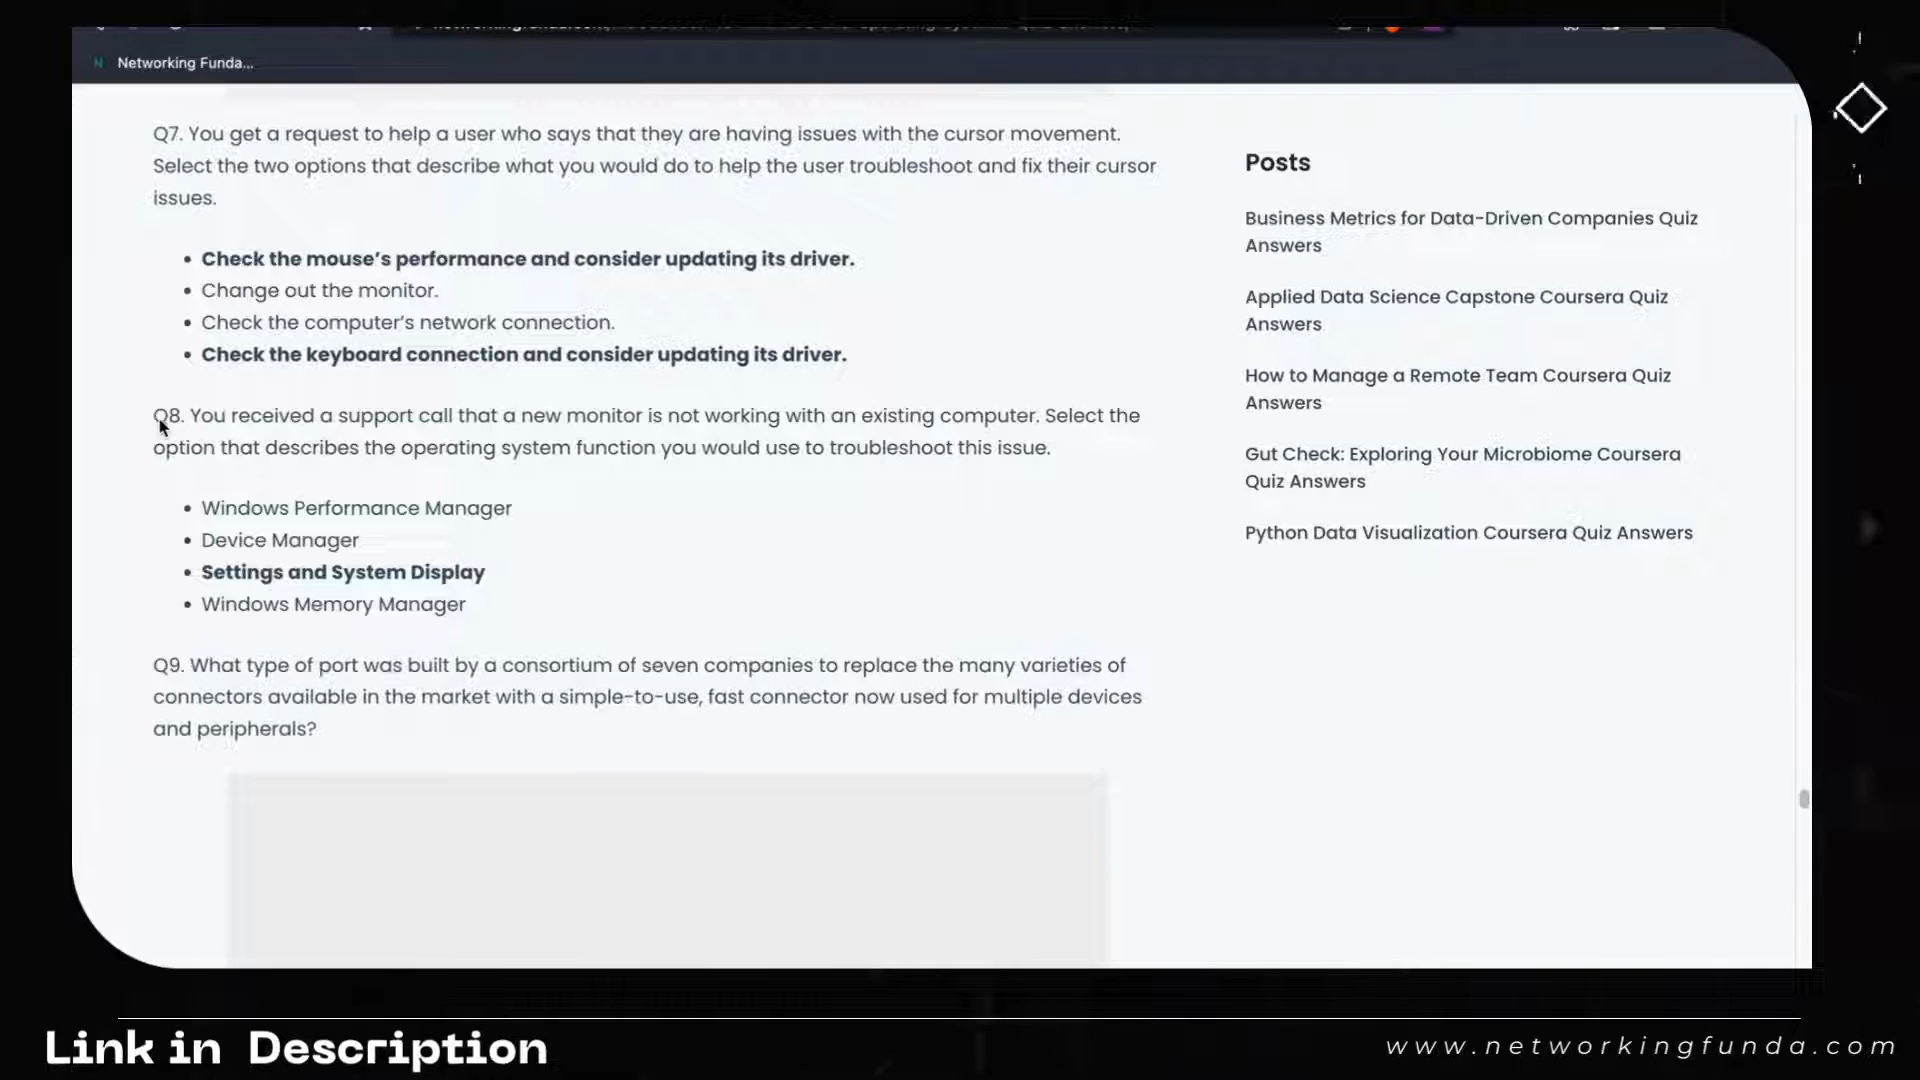 Networking Funda...
Q7. You get a request to help a user who says that they are having issues with the cursor movement.
Select the two options that describe what you would do to help the user troubleshoot and fix their cursor
issues.
• Check the mouse's performance and consider updating its driver.
• Change out the monitor.
• Check the computer's network connection.
• Check the keyboard connection and consider updating its driver.
Q8. You received a support call that a new monitor is not working with an existing computer. Select the
option that describes the operating system function you would use to troubleshoot this issue.
• Windows Performance Manager
• Device Manager
• Settings and System Display
• Windows Memory Manager
Q9. What type of port was built by a consortium of seven companies to replace the many varieties of
connectors available in the market with a simple-to-use, fast connector now used for multiple devices
and peripherals?
Posts
Business Metrics for Data-Driven Companies Quiz
Answers
Applied Data Science Capstone Coursera Quiz
Answers
How to Manage a Remote Team Coursera Quiz
Answers
Gut Check: Exploring Your Microbiome Coursera
Quiz Answers
Python Data Visualization Coursera Quiz Answers
Link in Description
www.networkingfunda.com